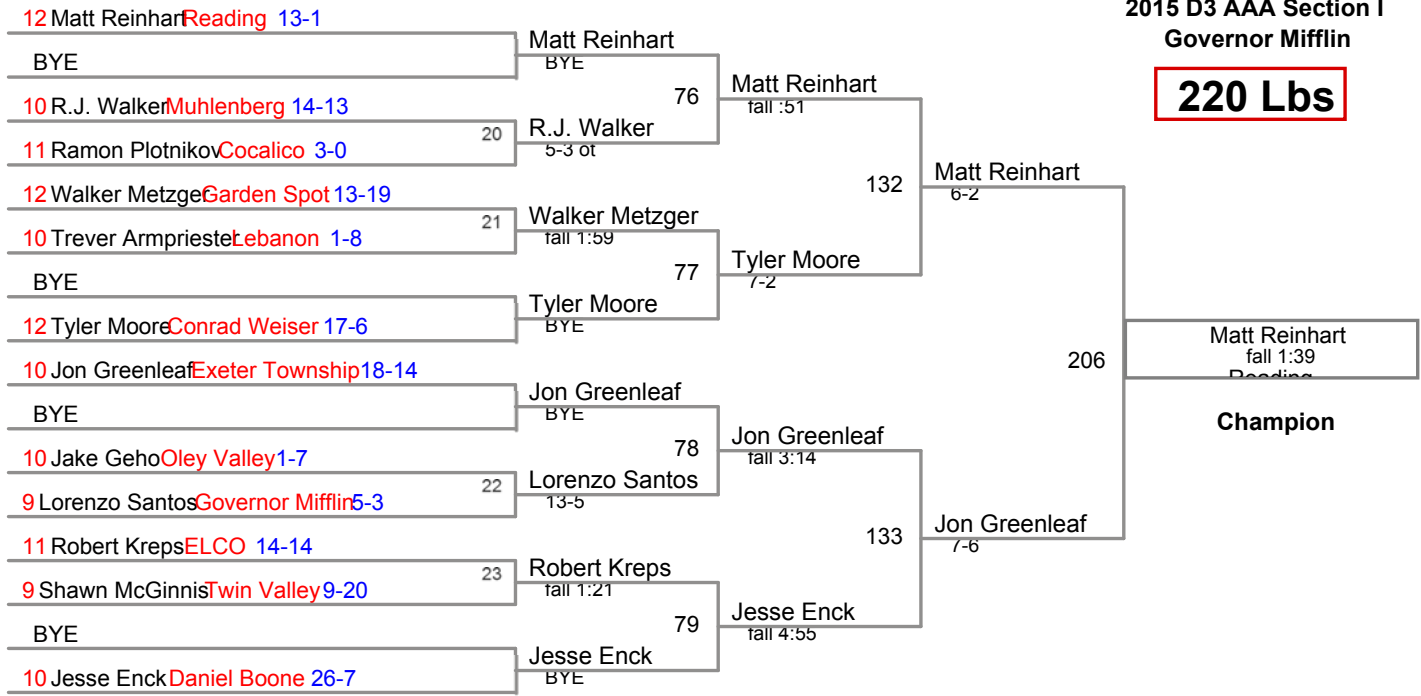 2015 D3 AAA Section I
Governor Mifflin
220 Lbs
12 Matt Reinhart Reading 13-1
BYE
10 R.J. Walker Muhlenberg 14-13
11 Ramon Plotnikov Cocalico 3-0
12 Walker Metzger Garden Spot 13-19
10 Trever Armpriester Lebanon 1-8
BYE
12 Tyler Moore Conrad Weiser 17-6
10 Jon Greenleaf Exeter Township 18-14
BYE
10 Jake Geho Oley Valley 1-7
9 Lorenzo Santos Governor Mifflin 5-3
11 Robert Kreps ELCO 14-14
9 Shawn McGinnis Twin Valley 9-20
BYE
10 Jesse Enck Daniel Boone 26-7
Matt Reinhart
BYE
20
R.J. Walker
5-3 ot
21
Walker Metzger
fall 1:59
Tyler Moore
BYE
Jon Greenleaf
BYE
22
Lorenzo Santos
13-5
23
Robert Kreps
fall 1:21
Jesse Enck
BYE
76
Matt Reinhart
fall :51
77
Tyler Moore
7-2
78
Jon Greenleaf
fall 3:14
79
Jesse Enck
fall 4:55
132
Matt Reinhart
6-2
133
Jon Greenleaf
7-6
206
Matt Reinhart
fall 1:39
Reading
Champion